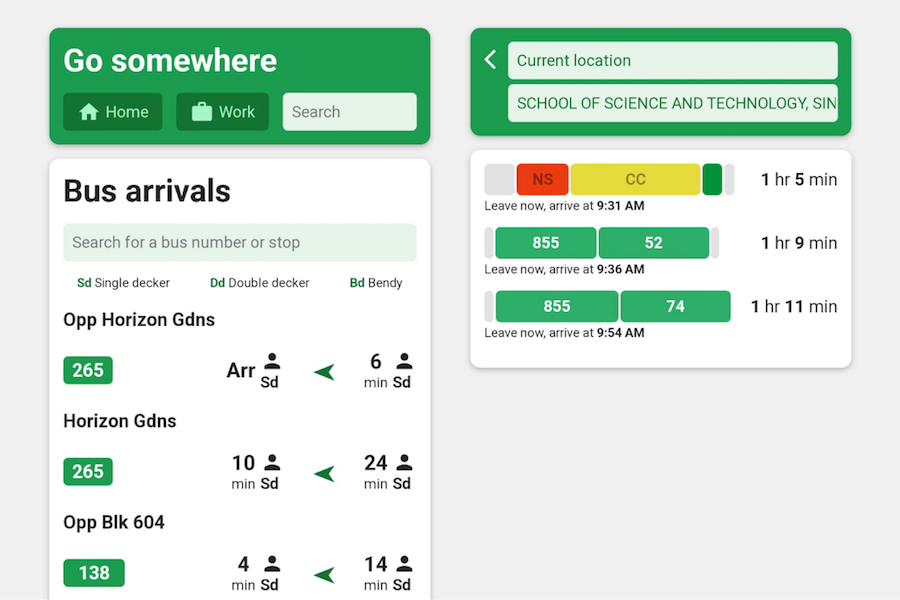 Go somewhere
Home
Work
Search
Bus arrivals
Search for a bus number or stop
Sd Single decker
Dd Double decker
Bd Bendy
Opp Horizon Gdns
265
Arr
Sd
6
min Sd
Horizon Gdns
265
10
min Sd
24
min Sd
Opp Blk 604
138
4
min Sd
14
min Sd
Current location
SCHOOL OF SCIENCE AND TECHNOLOGY, SIN
NS
CC
1 hr 5 min
Leave now, arrive at 9:31 AM
855
52
1 hr 9 min
Leave now, arrive at 9:36 AM
855
74
1 hr 11 min
Leave now, arrive at 9:54 AM